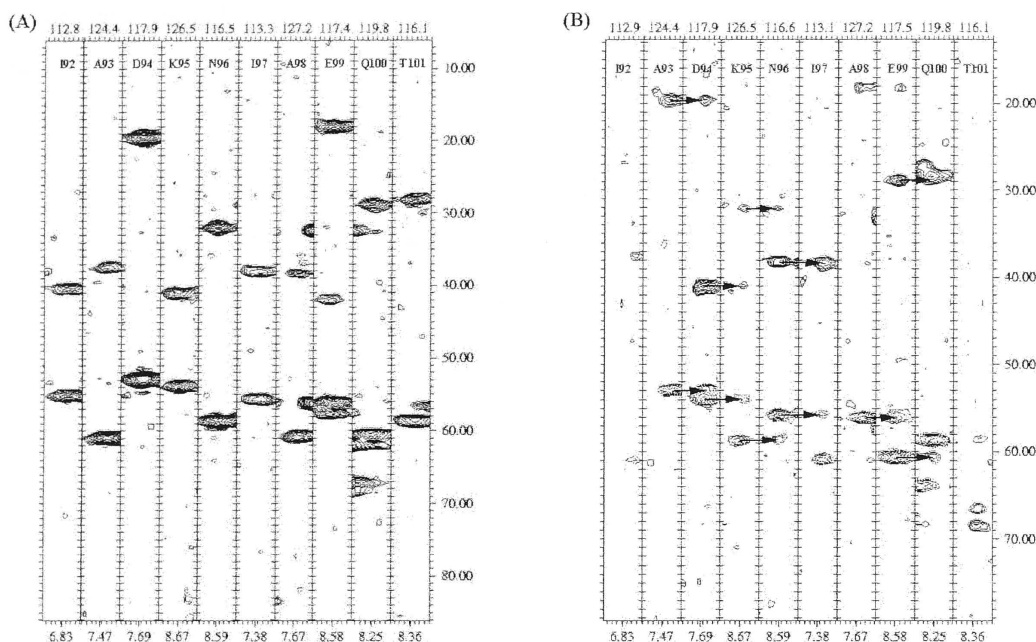 (A)
112.8 124.4 117.9 126.5 116.5 113.3 127.2 117.4 119.8 116.1
I92 A93 D94 K95 N96 I97 A98 E99 Q100 T101
10.00
20.00
30.00
40.00
50.00
60.00
70.00
80.00
6.83 7.47 7.69 8.67 8.59 7.38 7.67 8.58 8.25 8.36
(B)
112.9 124.4 117.9 126.5 116.6 113.1 127.2 117.5 119.8 116.1
I92 A93 D94 K95 N96 I97 A98 E99 Q100 T101
20.00
30.00
40.00
50.00
60.00
70.00
6.83 7.47 7.69 8.67 8.59 7.38 7.67 8.58 8.25 8.36